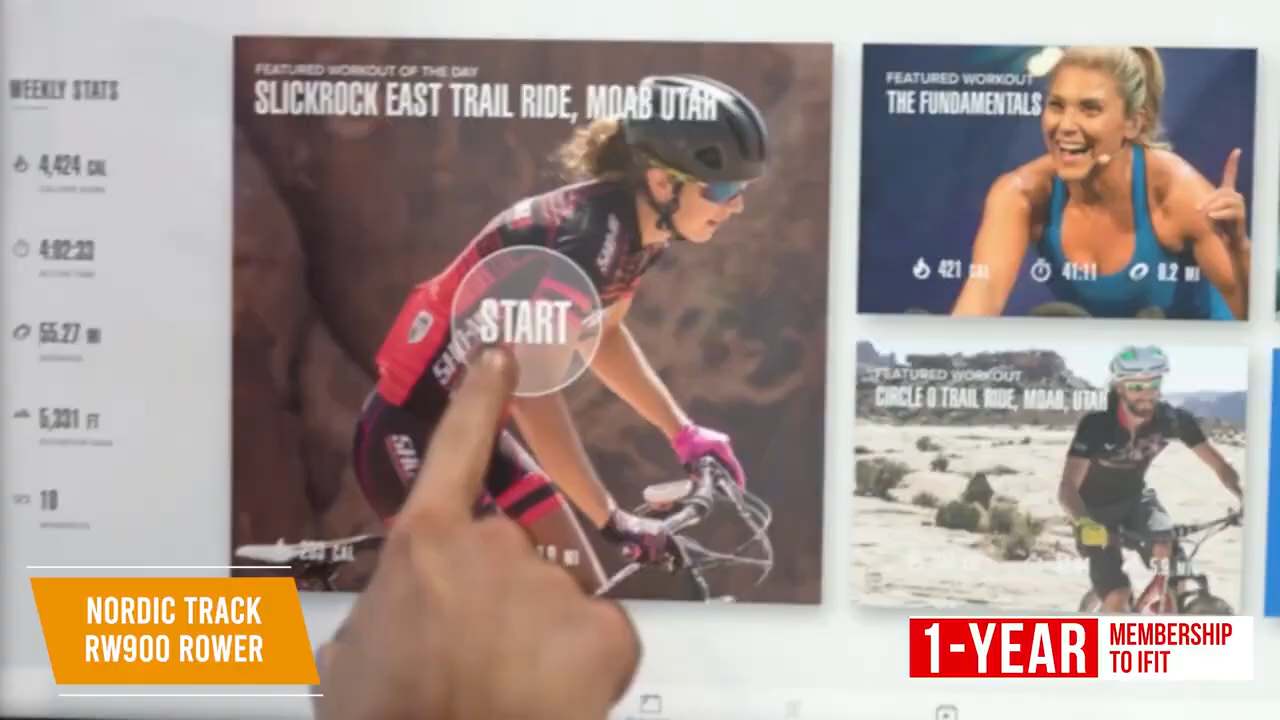 WEEKLY STATS
4,424 CAL
4:02:33
55.27 MI
5,331 FT
10
FEATURED WORKOUT OF THE DAY
SLICKROCK EAST TRAIL RIDE, MOAB UTAH
START
CAL
MI
FEATURED WORKOUT
THE FUNDAMENTALS
421 CAL
41:11
8.2 MI
FEATURED WORKOUT
CIRCLE O TRAIL RIDE, MOAB, UTAH
NORDIC TRACK
RW900 ROWER
1-YEAR
MEMBERSHIP
TO IFIT